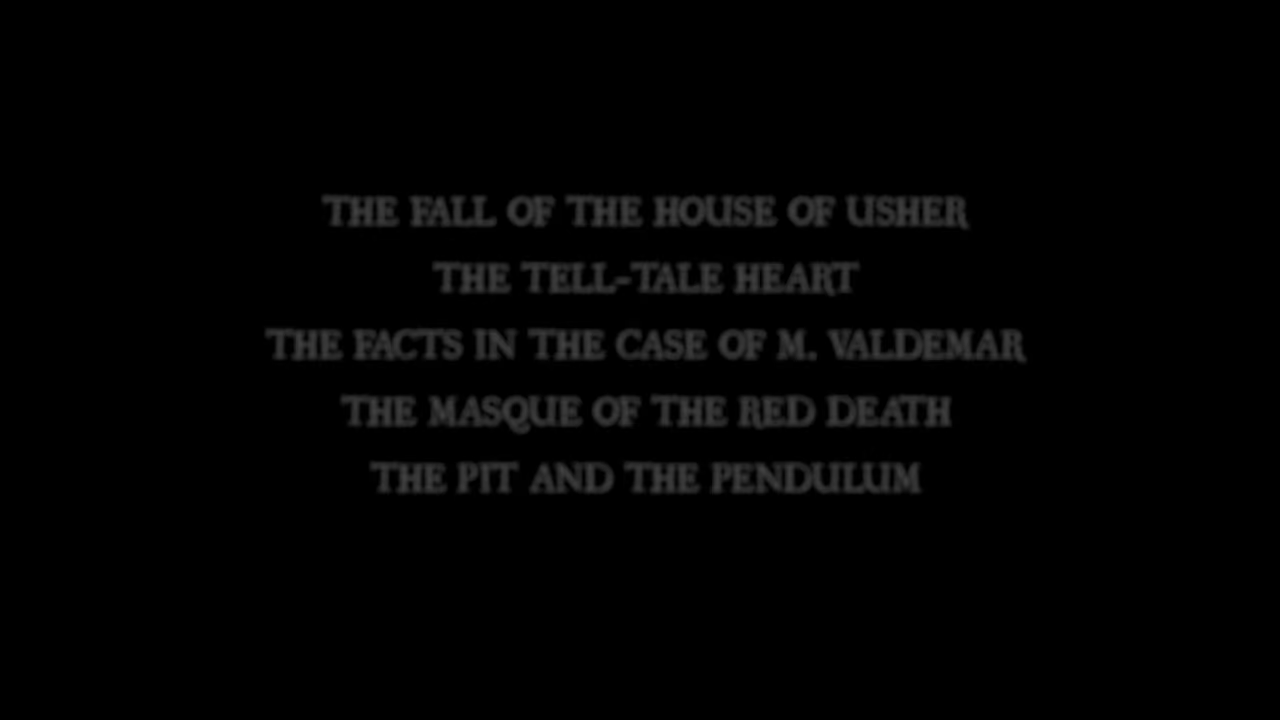 THE FALL OF THE HOUSE OF USHER
THE TELL-TALE HEART
THE FACTS IN THE CASE OF M. VALDEMAR
THE MASQUE OF THE RED DEATH
THE PIT AND THE PENDULUM